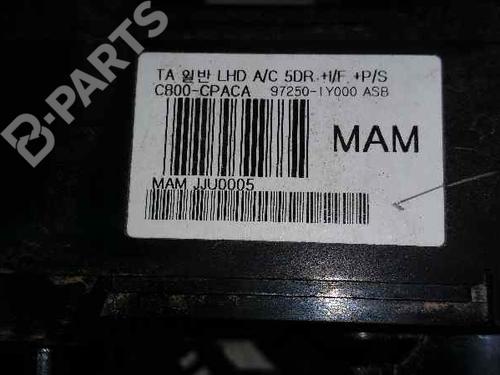 B-PARTS
TA 일반 LHD A/C 5DR. +I/F. +P/S
C800-CPACA 97250-1Y000 ASB
MAM
MAM JJU0005